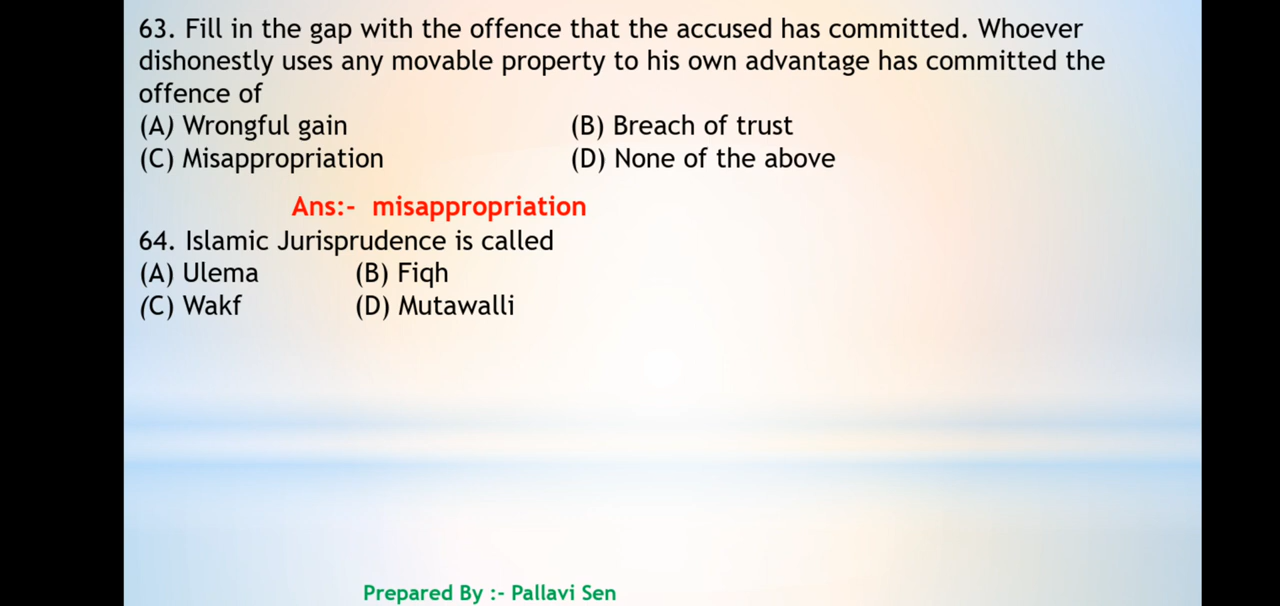 63. Fill in the gap with the offence that the accused has committed. Whoever
dishonestly uses any movable property to his own advantage has committed the
offence of
(A) Wrongful gain (B) Breach of trust
(C) Misappropriation (D) None of the above
Ans:- misappropriation
64. Islamic Jurisprudence is called
(A) Ulema (B) Fiqh
(C) Wakf (D) Mutawalli
Prepared By :- Pallavi Sen